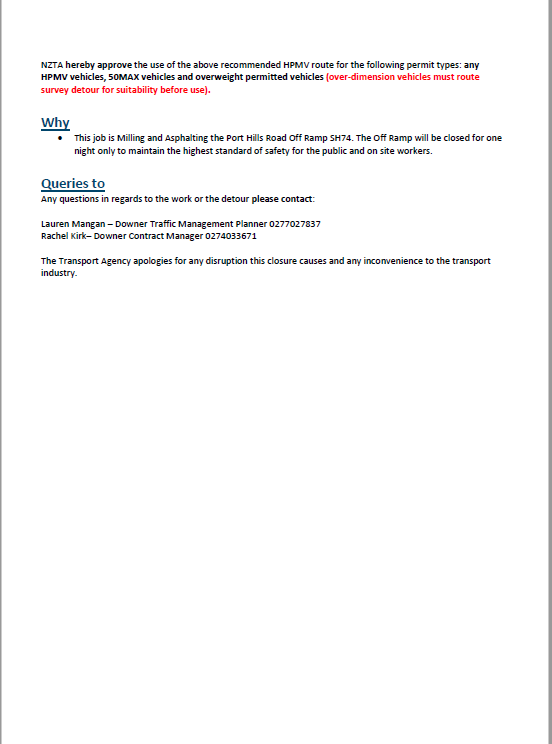 NZTA hereby approve the use of the above recommended HPMV route for the following permit types: any
HPMV vehicles, 50MAX vehicles and overweight permitted vehicles (over-dimension vehicles must route
survey detour for suitability before use).
Why
• This job is Milling and Asphalting the Port Hills Road Off Ramp SH74. The Off Ramp will be closed for one
night only to maintain the highest standard of safety for the public and on site workers.
Queries to
Any questions in regards to the work or the detour please contact:
Lauren Mangan – Downer Traffic Management Planner 0277027837
Rachel Kirk– Downer Contract Manager 0274033671
The Transport Agency apologies for any disruption this closure causes and any inconvenience to the transport
industry.